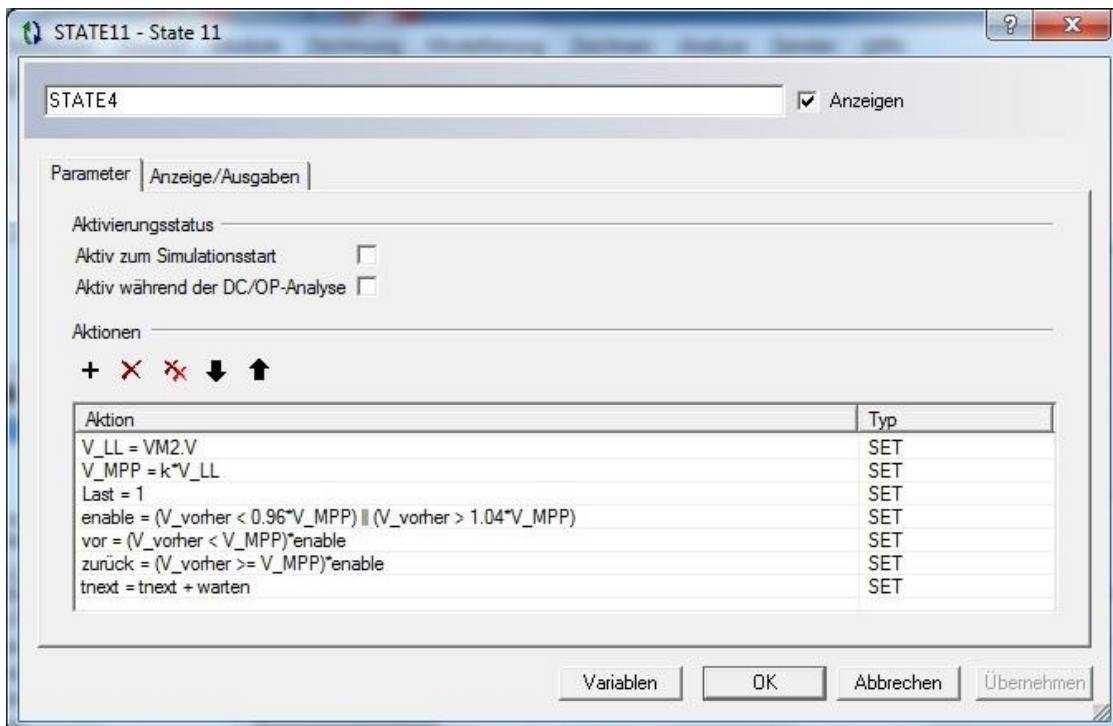 STATE11 - State 11
STATE4
Anzeigen
Parameter Anzeige/Ausgaben
Aktivierungsstatus
Aktiv zum Simulationsstart
Aktiv während der DC/OP-Analyse
Aktionen
Aktion Typ
V_LL = VM2.V SET
V_MPP = k*V_LL SET
Last = 1 SET
enable = (V_vorher < 0.96*V_MPP) || (V_vorher > 1.04*V_MPP) SET
vor = (V_vorher < V_MPP)*enable SET
zurück = (V_vorher >= V_MPP)*enable SET
tnext = tnext + warten SET
Variablen OK Abbrechen Übernehmen